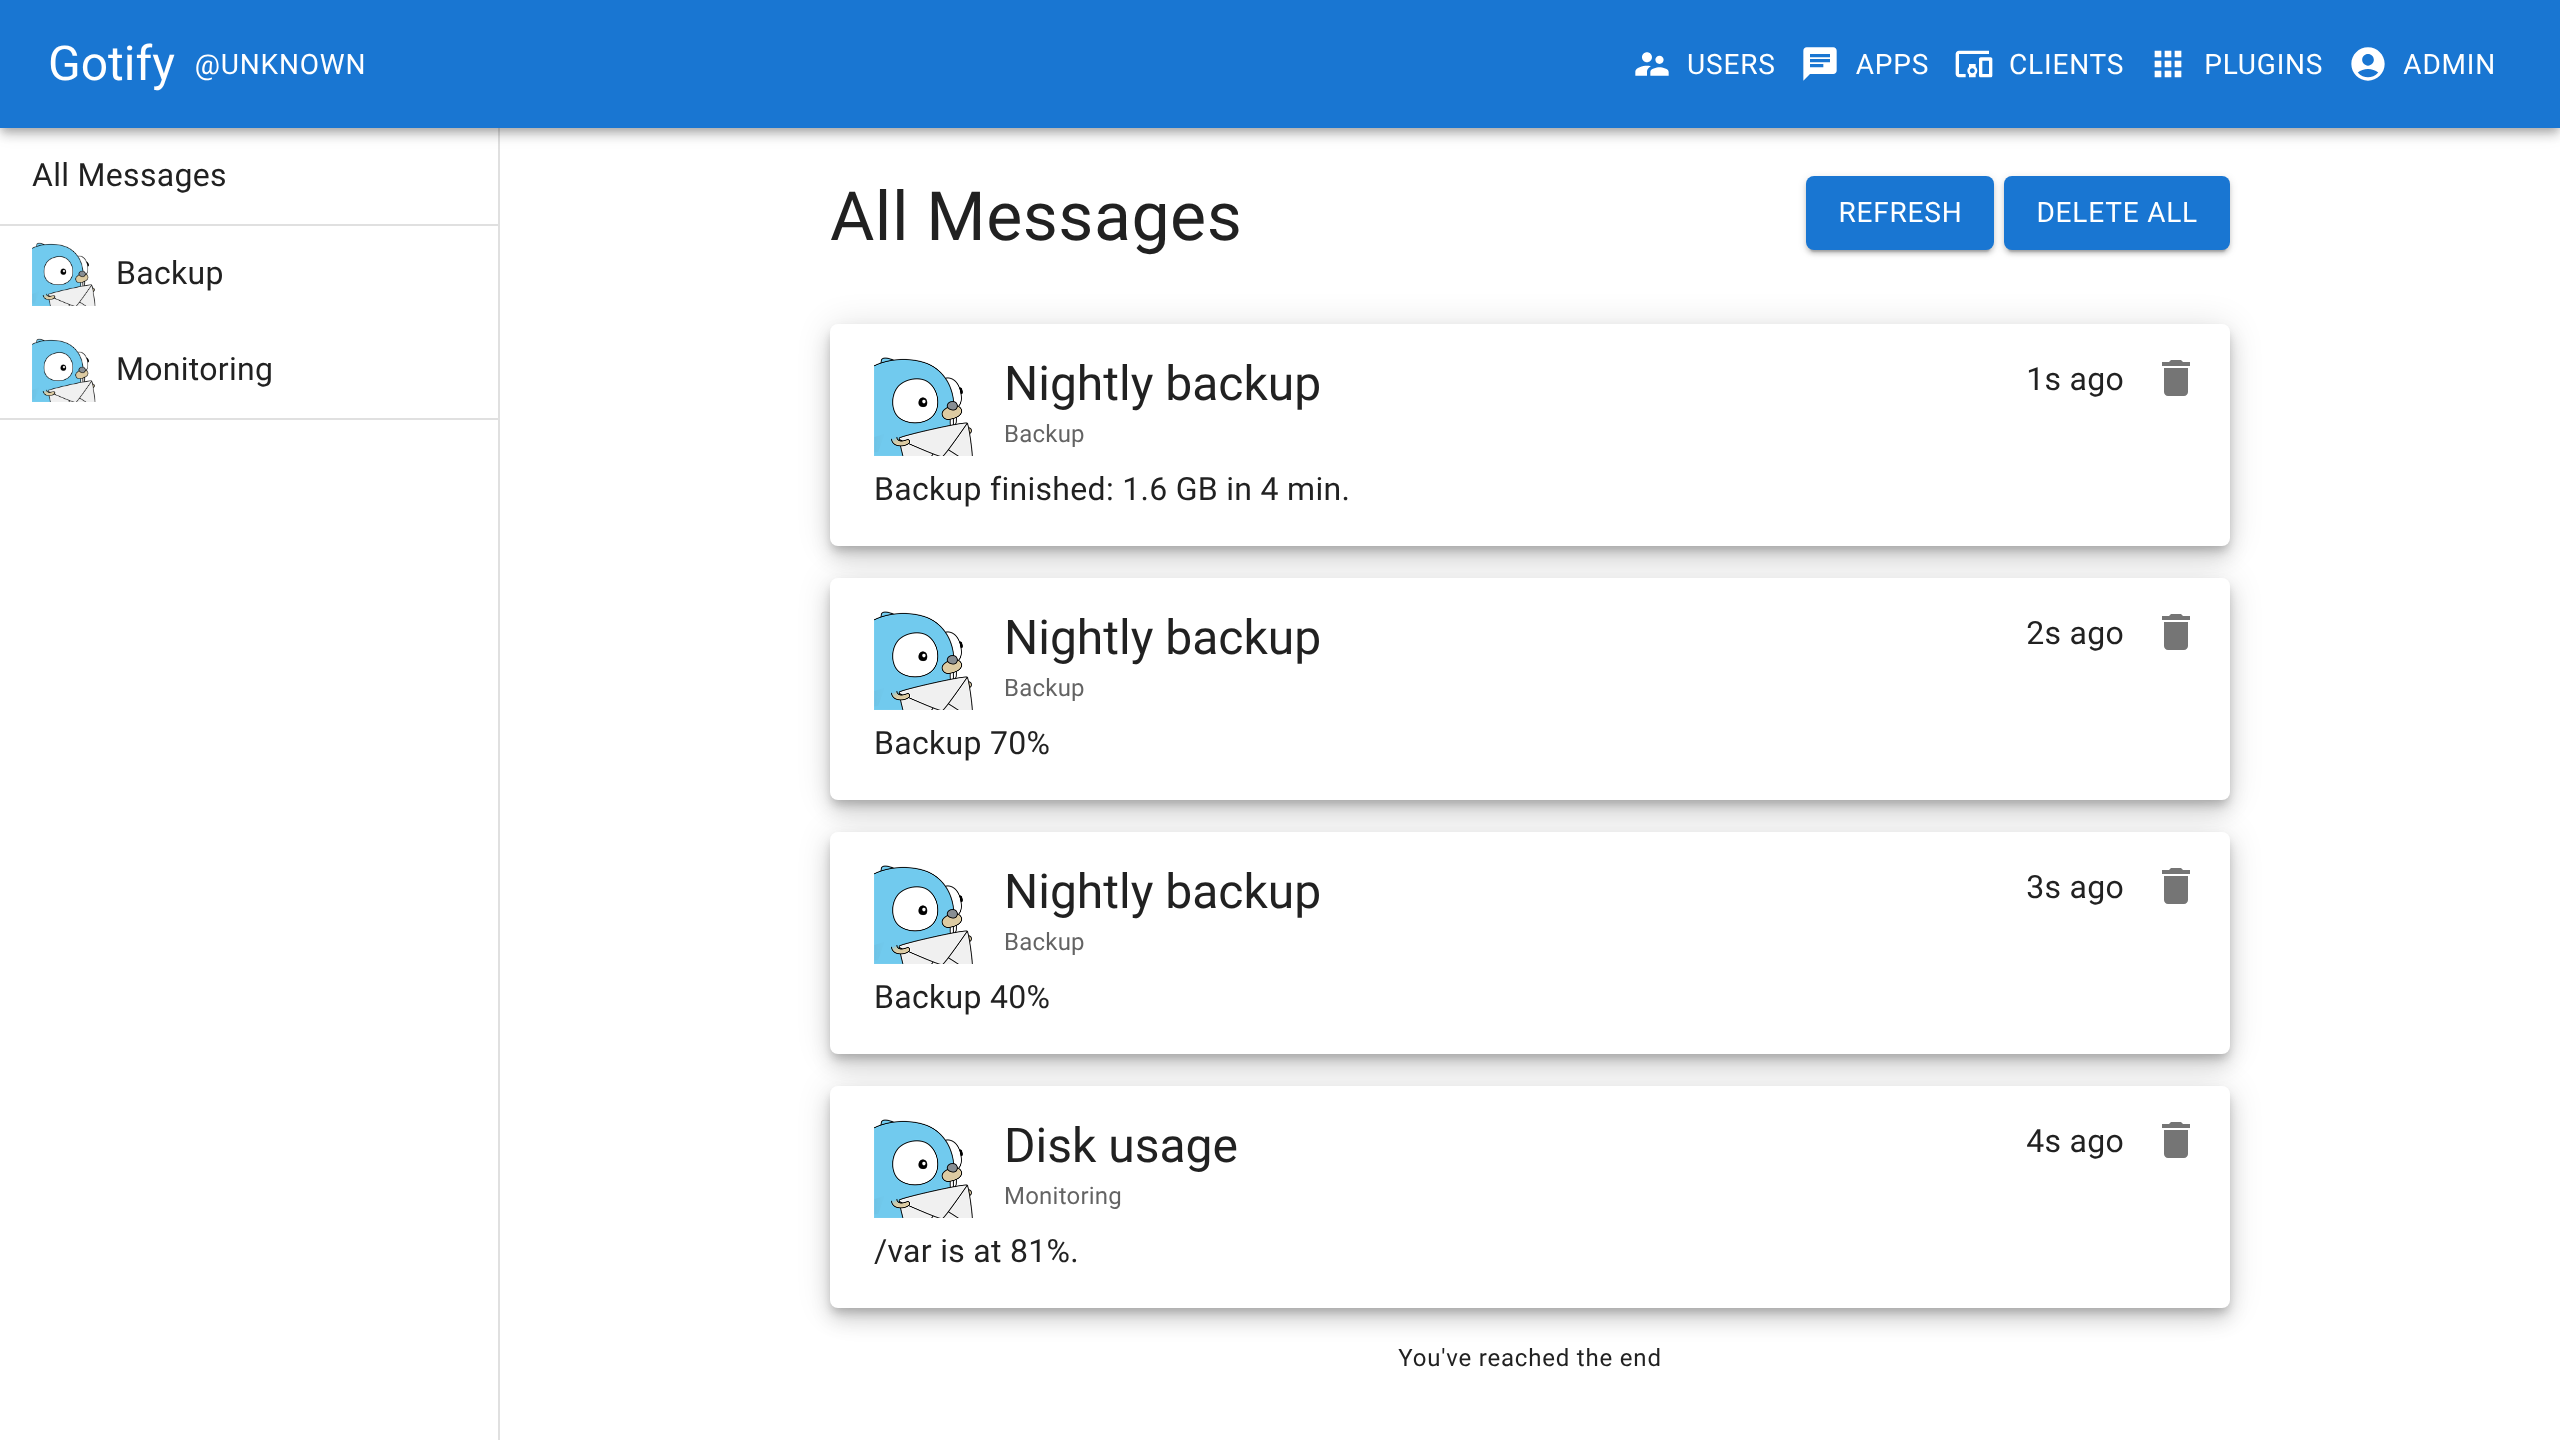 Gotify @UNKNOWN USERS APPS CLIENTS PLUGINS ADMIN
All Messages
Backup
Monitoring
All Messages REFRESH DELETE ALL
Nightly backup 1s ago
Backup
Backup finished: 1.6 GB in 4 min.
Nightly backup 2s ago
Backup
Backup 70%
Nightly backup 3s ago
Backup
Backup 40%
Disk usage 4s ago
Monitoring
/var is at 81%.
You've reached the end